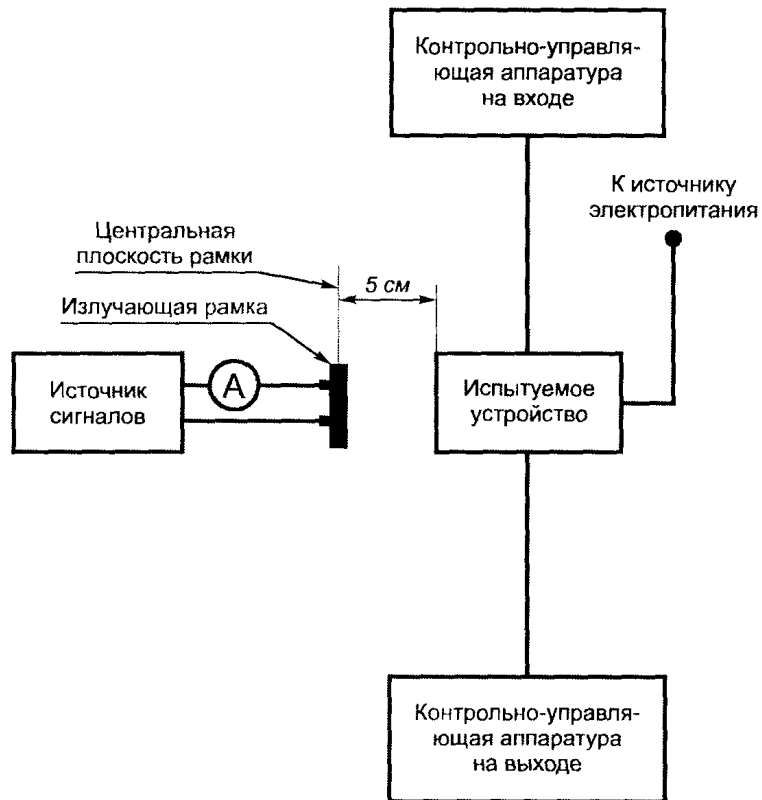 Контрольно-управля-
ющая аппаратура
на входе
К источнику
электропитания
Центральная
плоскость рамки
5 см
Излучающая рамка
Источник
сигналов
А
Испытуемое
устройство
Контрольно-управля-
ющая аппаратура
на выходе